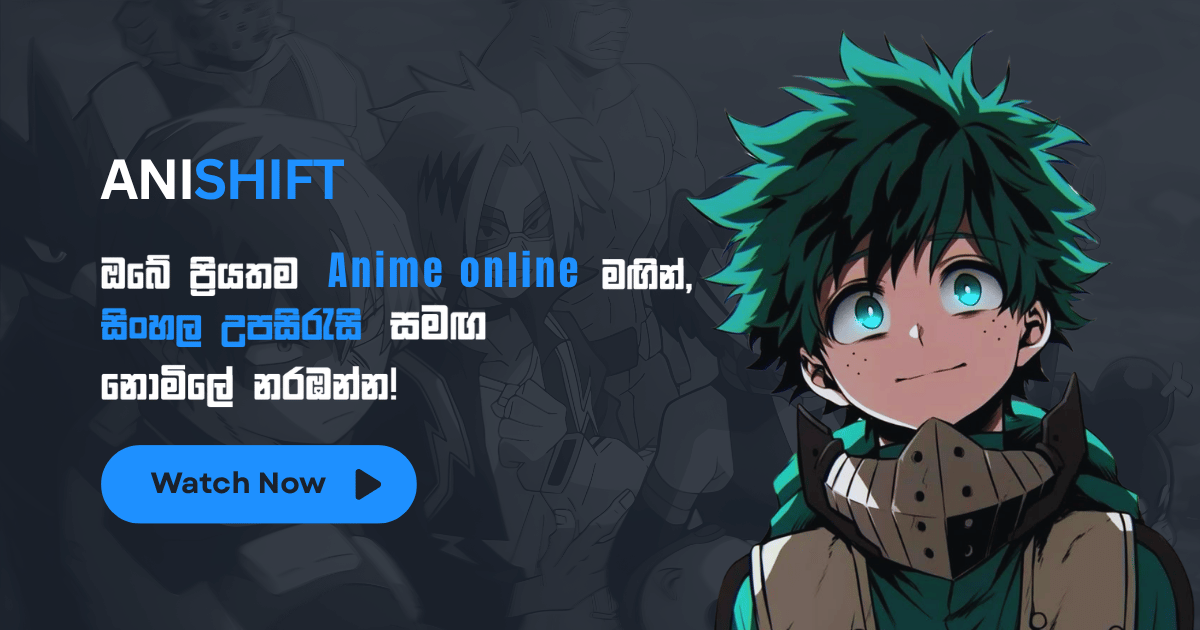 ANISHIFT
ඔබේ ප්‍රියතම Anime online මඟින්,
සිංහල උපසිරැසි සමඟ
නොමිලේ නරඹන්න!
Watch Now